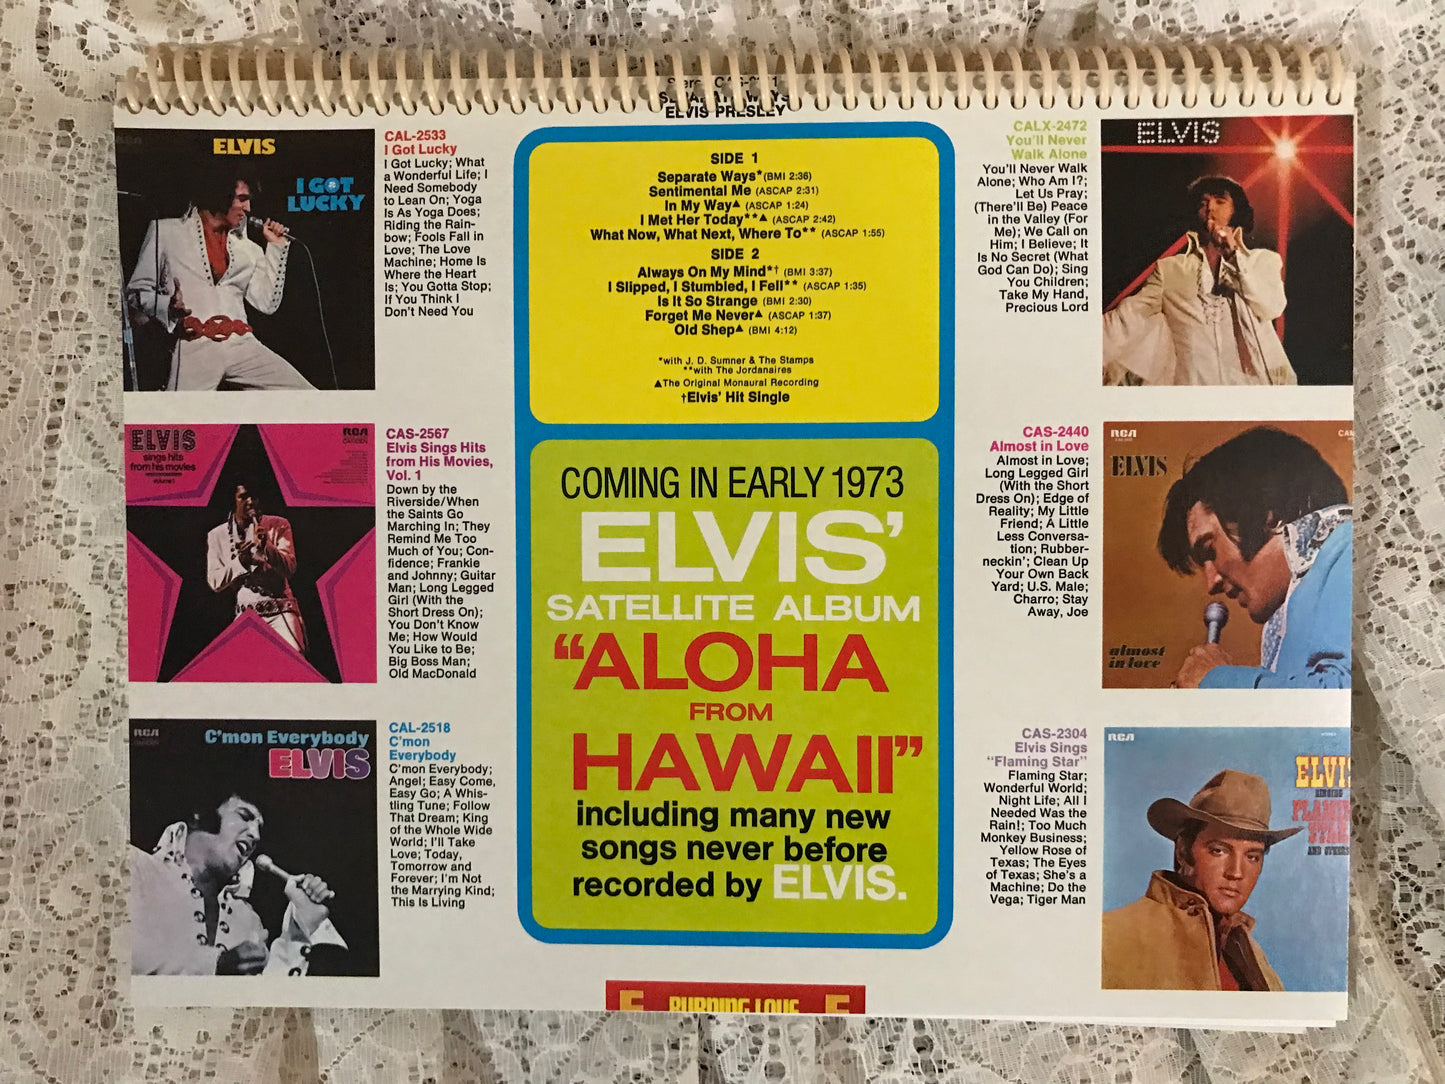 SEPARATE WAYS
ELVIS PRESLEY
ELVIS
I GOT
LUCKY
CAL-2533
I Got Lucky
I Got Lucky; What
a Wonderful Life; I
Need Somebody
to Lean On; Yoga
Is As Yoga Does;
Riding the Rain-
bow; Fools Fall in
Love; The Love
Machine; Home Is
Where the Heart
Is; You Gotta Stop;
If You Think I
Don't Need You
RCA
ELVIS
sings hits
from his movies
volume 1
CAS-2567
Elvis Sings Hits
from His Movies,
Vol. 1
Down by the
Riverside/When
the Saints Go
Marching In; They
Remind Me Too
Much of You; Con-
fidence; Frankie
and Johnny; Guitar
Man; Long Legged
Girl (With the
Short Dress On);
You Don't Know
Me; How Would
You Like to Be;
Big Boss Man;
Old MacDonald
RCA
C'mon Everybody
ELVIS
CAL-2518
C'mon
Everybody
C'mon Everybody;
Angel; Easy Come,
Easy Go; A Whis-
tling Tune; Follow
That Dream; King
of the Whole Wide
World; I'll Take
Love; Today,
Tomorrow and
Forever; I'm Not
the Marrying Kind;
This Is Living
SIDE 1
Separate Ways*(BMI 2:36)
Sentimental Me (ASCAP 2:31)
In My Way▲ (ASCAP 1:24)
I Met Her Today**▲ (ASCAP 2:42)
What Now, What Next, Where To** (ASCAP 1:55)
SIDE 2
Always On My Mind*† (BMI 3:37)
I Slipped, I Stumbled, I Fell** (ASCAP 1:35)
Is It So Strange (BMI 2:30)
Forget Me Never▲ (ASCAP 1:37)
Old Shep▲ (BMI 4:12)
*with J. D. Sumner & The Stamps
**with The Jordanaires
▲The Original Monaural Recording
†Elvis' Hit Single
COMING IN EARLY 1973
ELVIS'
SATELLITE ALBUM
"ALOHA
FROM
HAWAII"
including many new
songs never before
recorded by ELVIS.
BURNING LOVE
CALX-2472
You'll Never
Walk Alone
You'll Never Walk
Alone; Who Am I?;
Let Us Pray;
(There'll Be) Peace
in the Valley (For
Me); We Call on
Him; I Believe; It
Is No Secret (What
God Can Do); Sing
You Children;
Take My Hand,
Precious Lord
ELVIS
CAS-2440
Almost in Love
Almost in Love;
Long Legged Girl
(With the Short
Dress On); Edge of
Reality; My Little
Friend; A Little
Less Conversa-
tion; Rubber-
neckin'; Clean Up
Your Own Back
Yard; U.S. Male;
Charro; Stay
Away, Joe
RCA
ELVIS
almost
in love
CAS-2304
Elvis Sings
"Flaming Star"
Flaming Star;
Wonderful World;
Night Life; All I
Needed Was the
Rain!; Too Much
Monkey Business;
Yellow Rose of
Texas; The Eyes
of Texas; She's a
Machine; Do the
Vega; Tiger Man
RCA
ELVIS
SINGING